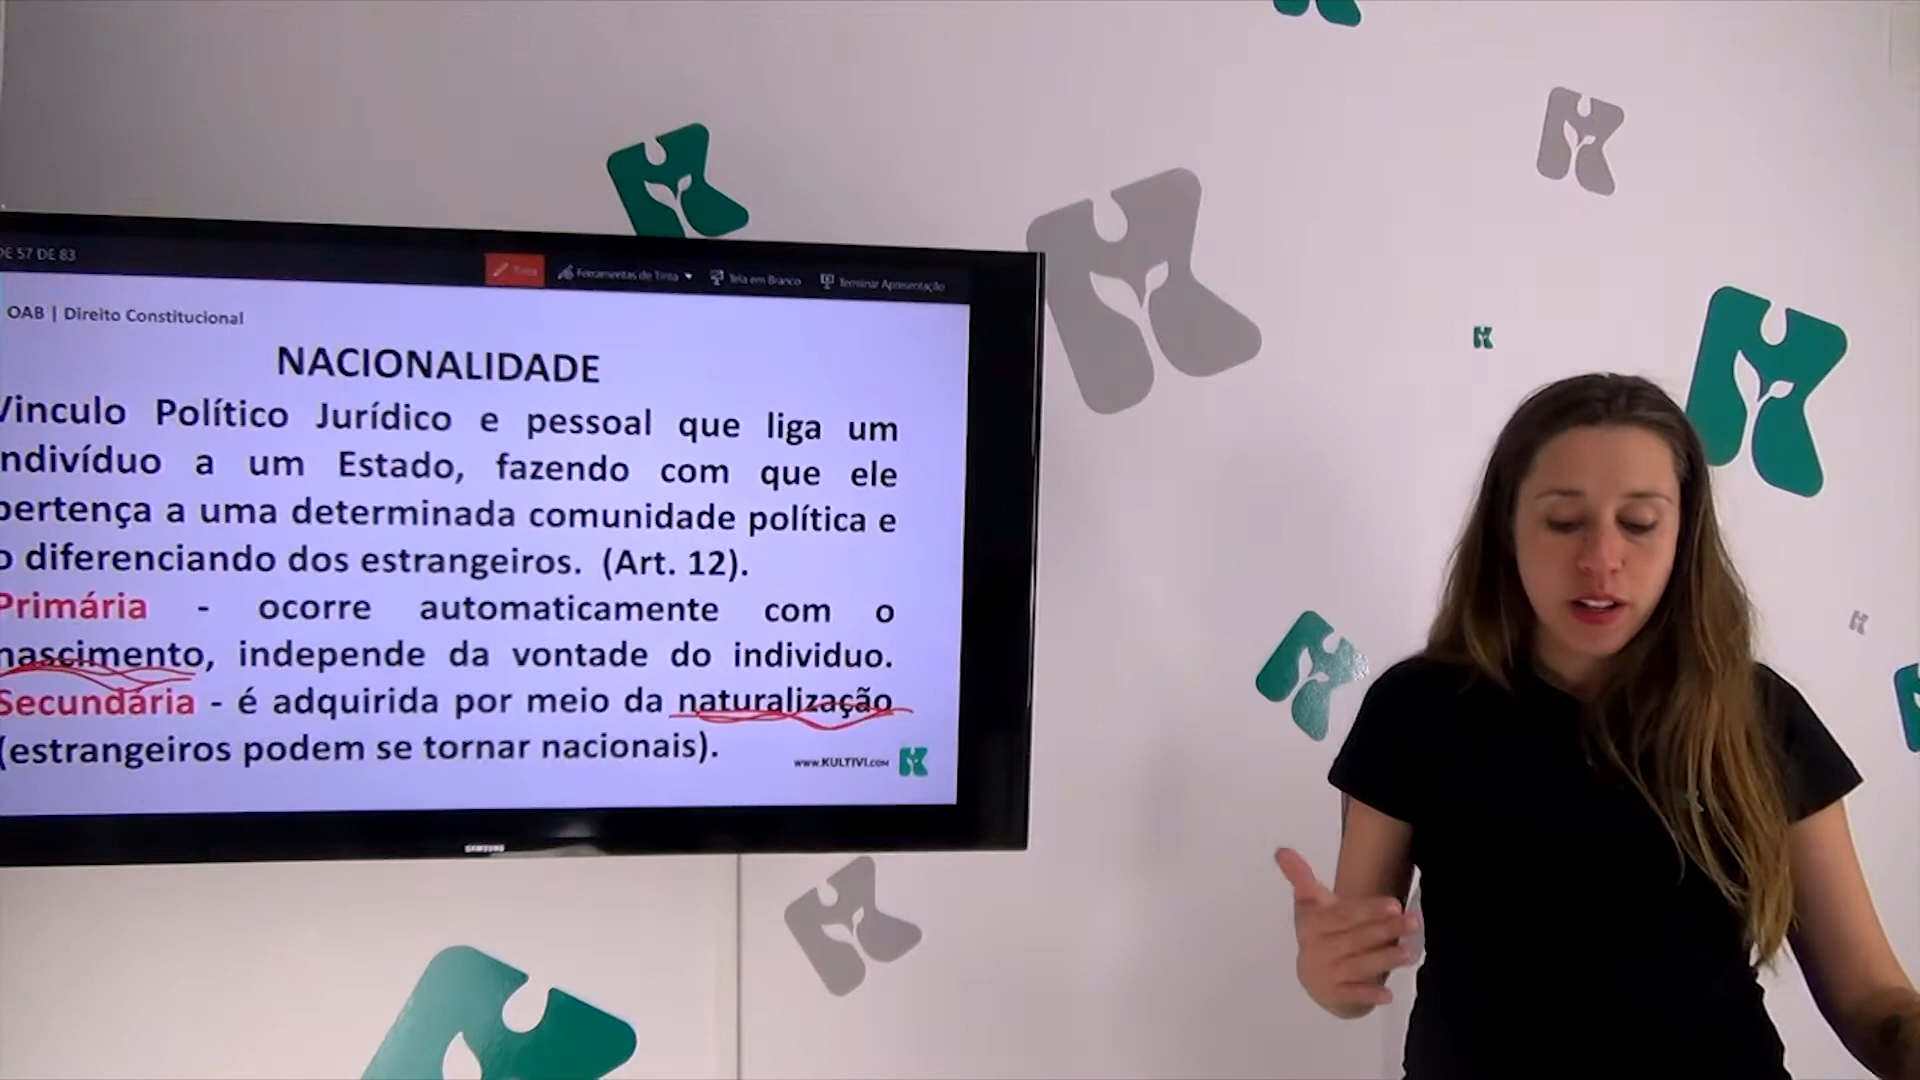 DE 57 DE 83
Tinta Ferramentas de Tinta Tela em Branco Terminar Apresentação
OAB | Direito Constitucional
NACIONALIDADE
Vinculo Político Jurídico e pessoal que liga um
indivíduo a um Estado, fazendo com que ele
pertença a uma determinada comunidade política e
o diferenciando dos estrangeiros. (Art. 12).
Primária - ocorre automaticamente com o
nascimento, independe da vontade do individuo.
Secundária - é adquirida por meio da naturalização
(estrangeiros podem se tornar nacionais).
www.KULTIVI.COM
SAMSUNG